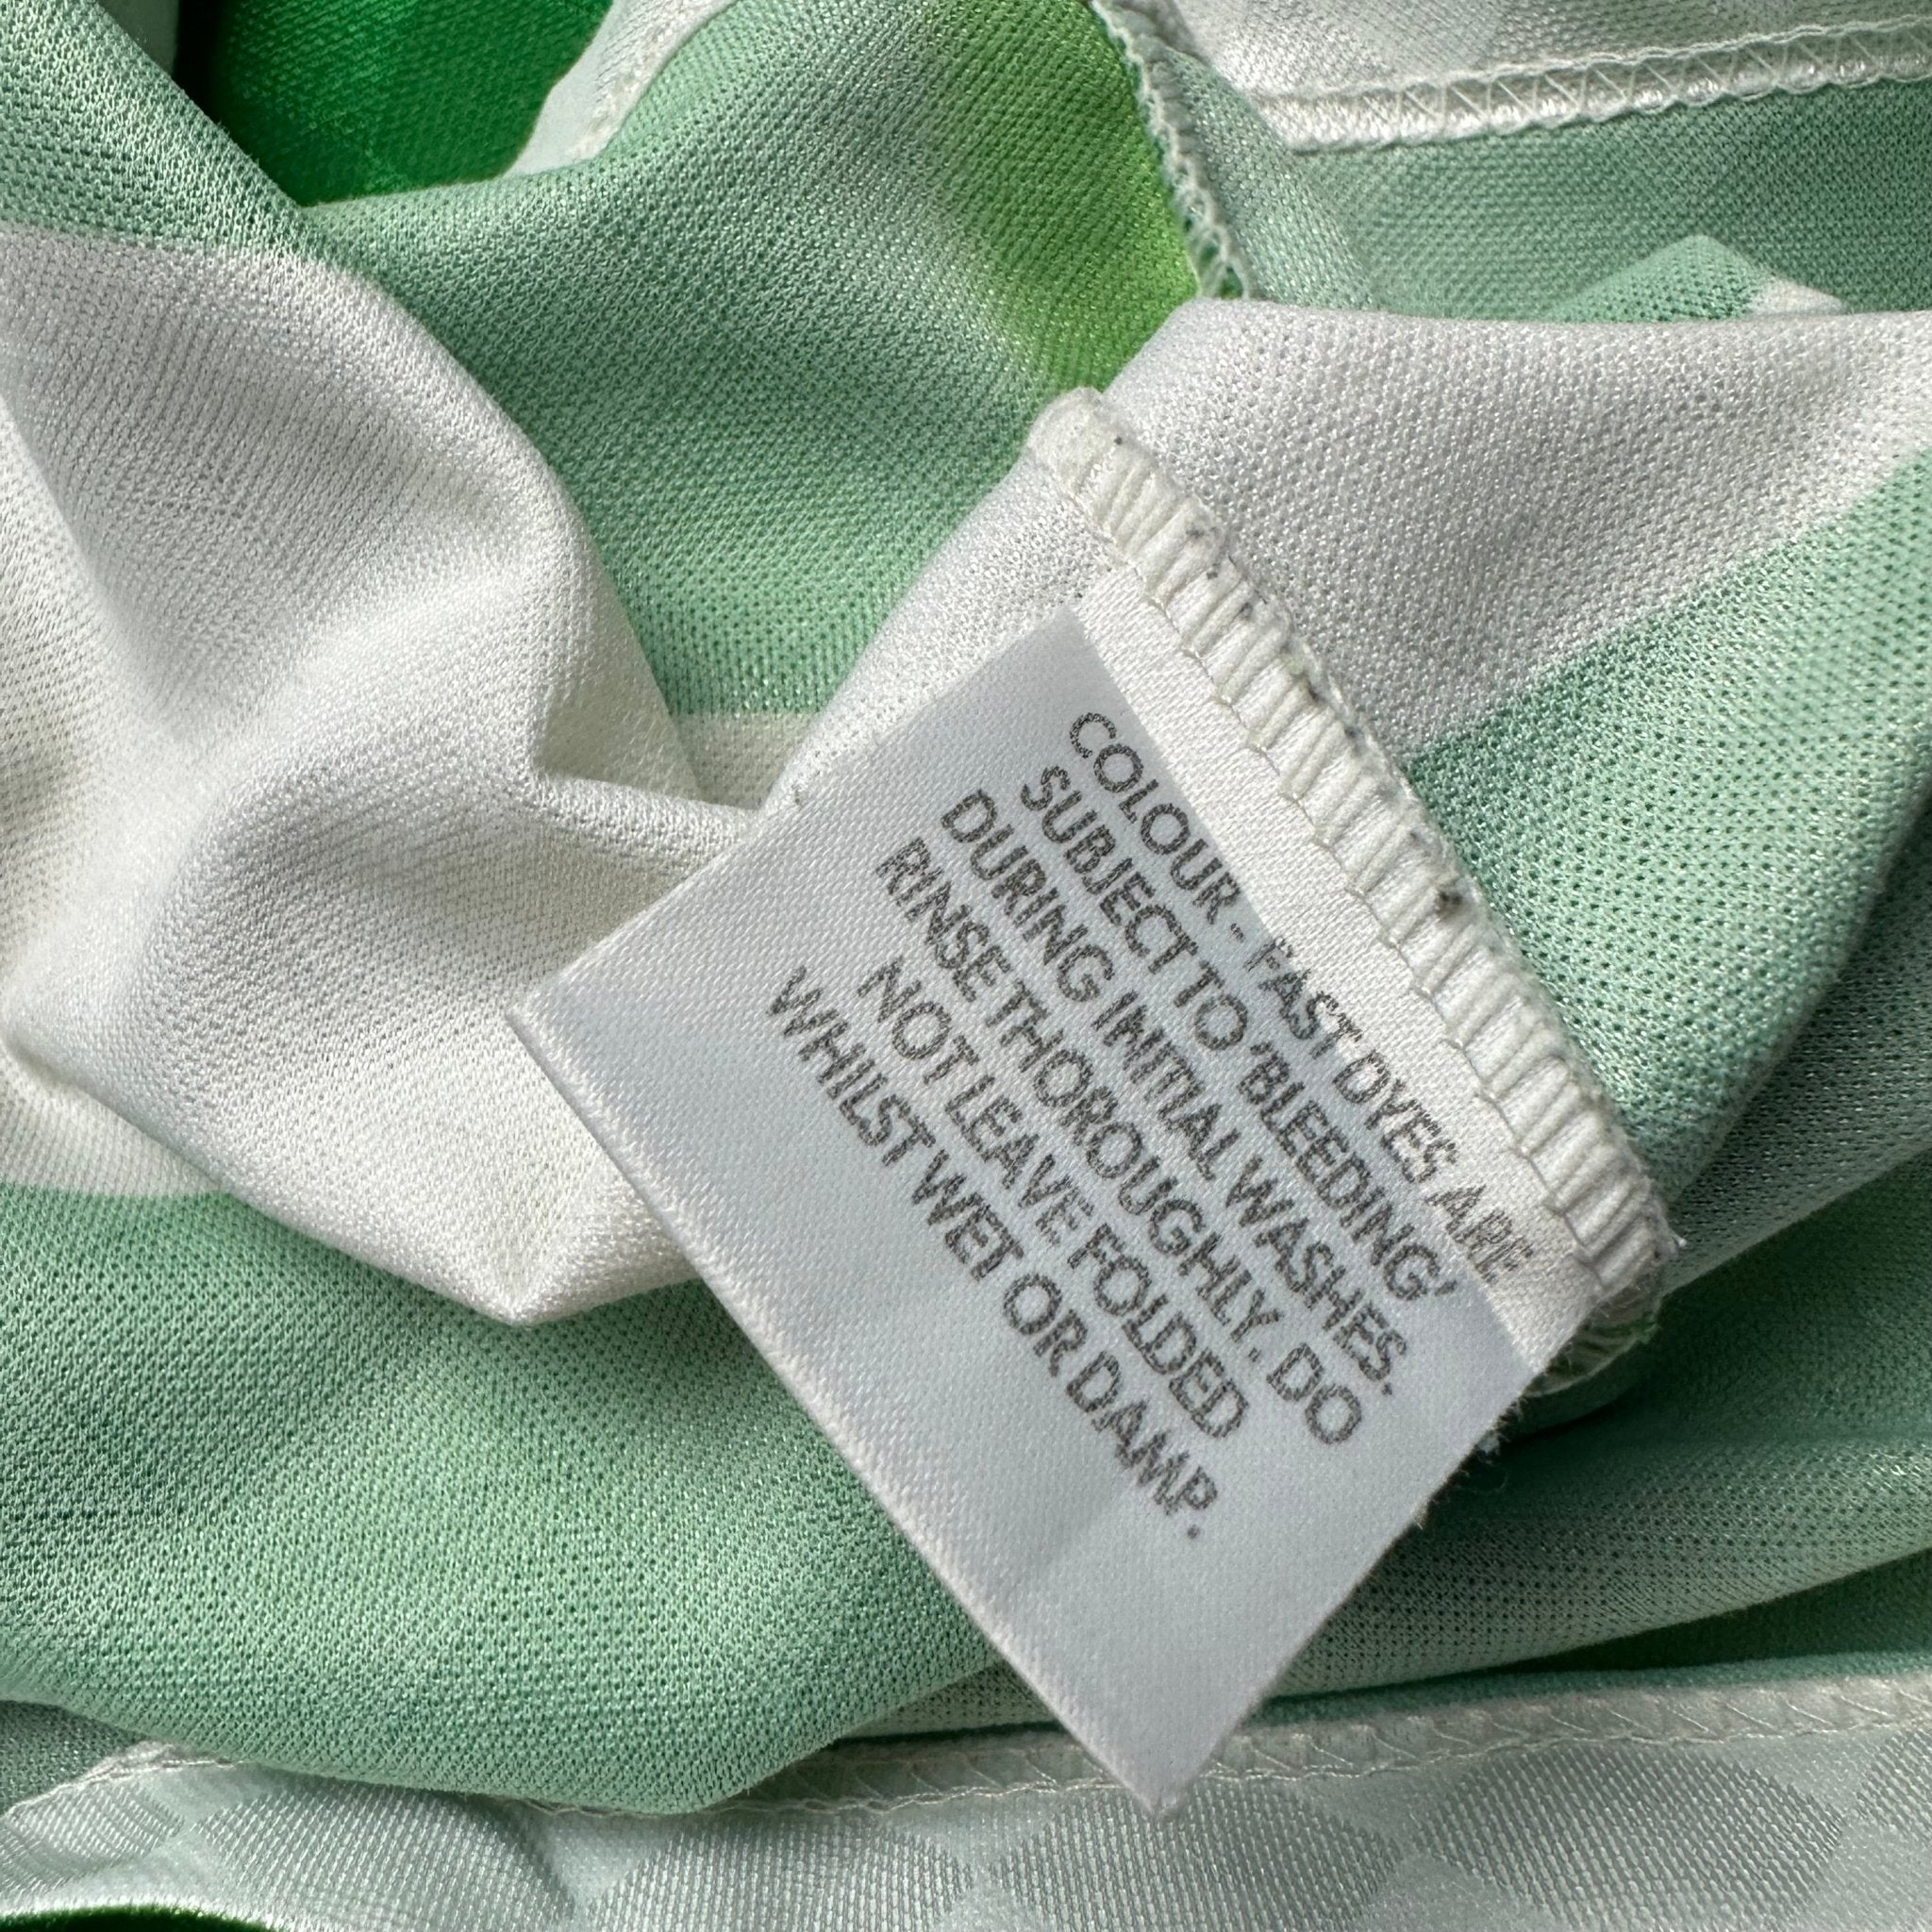 COLOUR - FAST DYES ARE
SUBJECT TO 'BLEEDING'
DURING INITIAL WASHES.
RINSE THOROUGHLY. DO
NOT LEAVE FOLDED
WHILST WET OR DAMP.